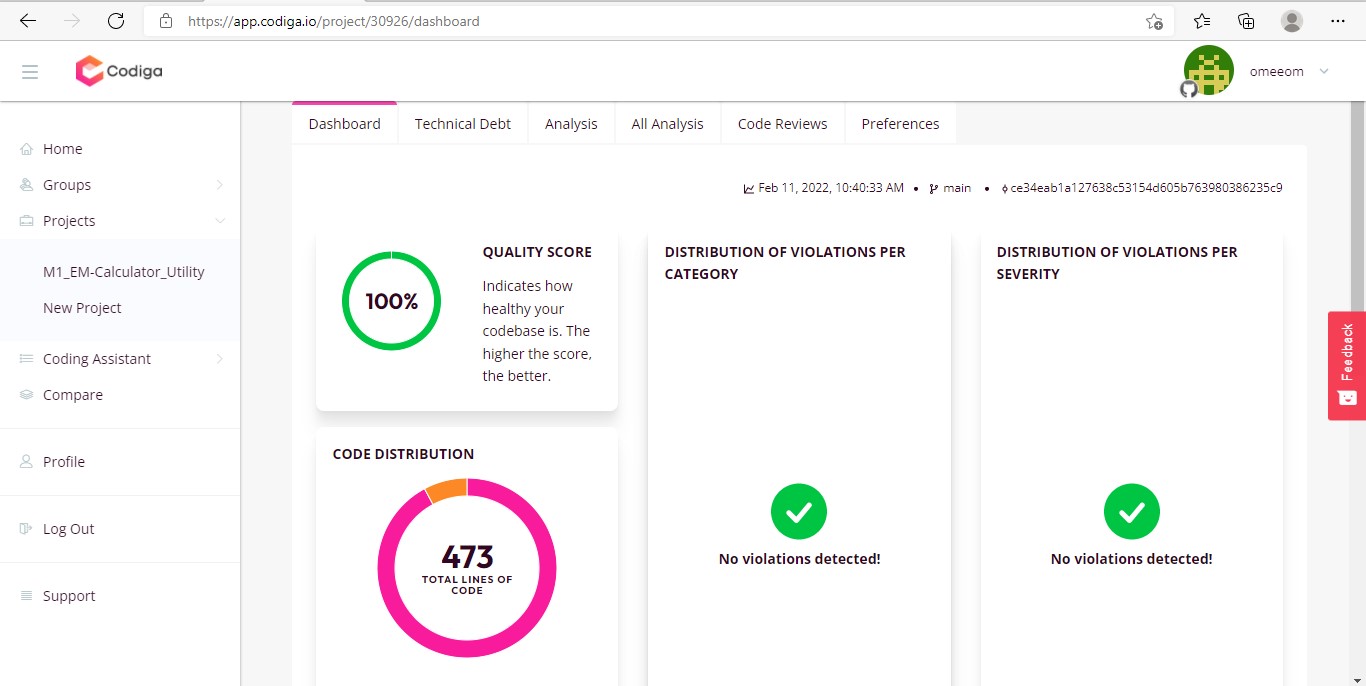 https://app.codiga.io/project/30926/dashboard
Codiga
omeeom
Home
Groups
Projects
M1_EM-Calculator_Utility
New Project
Coding Assistant
Compare
Profile
Log Out
Support
Dashboard
Technical Debt
Analysis
All Analysis
Code Reviews
Preferences
Feb 11, 2022, 10:40:33 AM • main • ce34eab1a127638c53154d605b763980386235c9
100%
QUALITY SCORE
Indicates how
healthy your
codebase is. The
higher the score,
the better.
CODE DISTRIBUTION
473
TOTAL LINES OF
CODE
DISTRIBUTION OF VIOLATIONS PER
CATEGORY
No violations detected!
DISTRIBUTION OF VIOLATIONS PER
SEVERITY
No violations detected!
Feedback